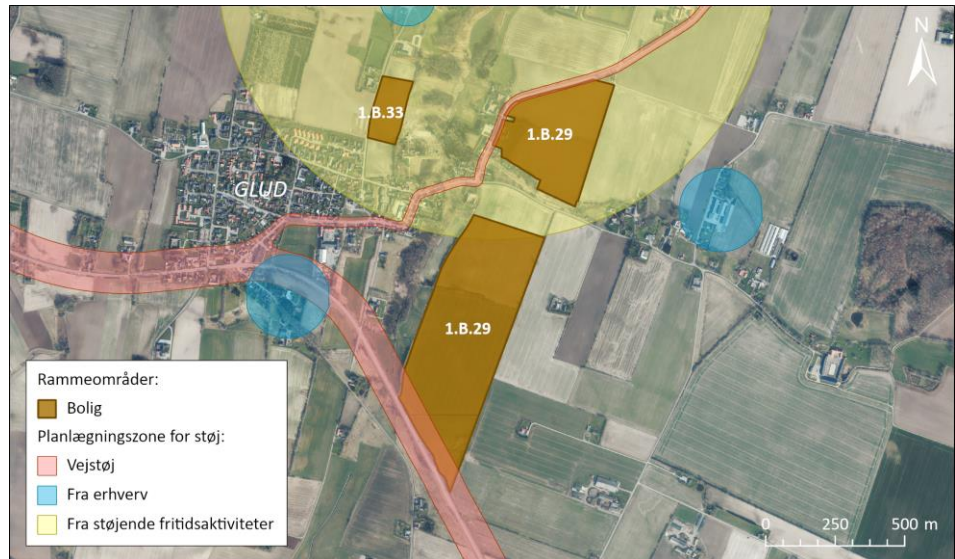 N
1.B.33
1.B.29
GLUD
1.B.29
Rammeområder:
Bolig
Planlægningszone for støj:
Vejstøj
Fra erhverv
Fra støjende fritidsaktiviteter
0 250 500 m